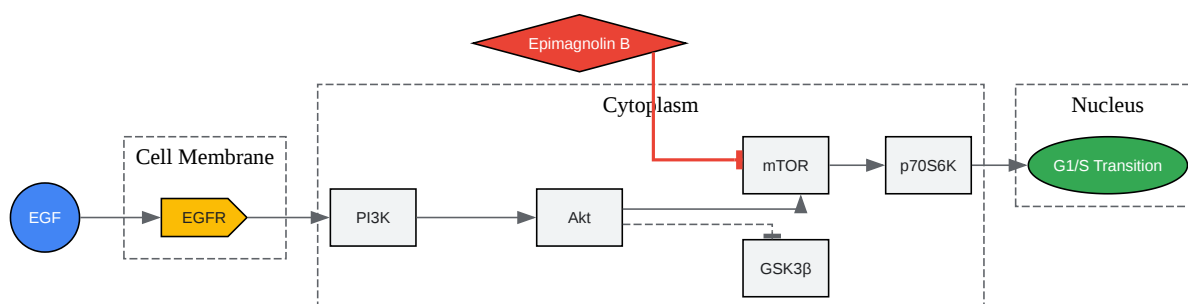 Epimagnolin B
Cytoplasm
Nucleus
Cell Membrane
mTOR
p70S6K
G1/S Transition
EGF
EGFR
PI3K
Akt
GSK3β